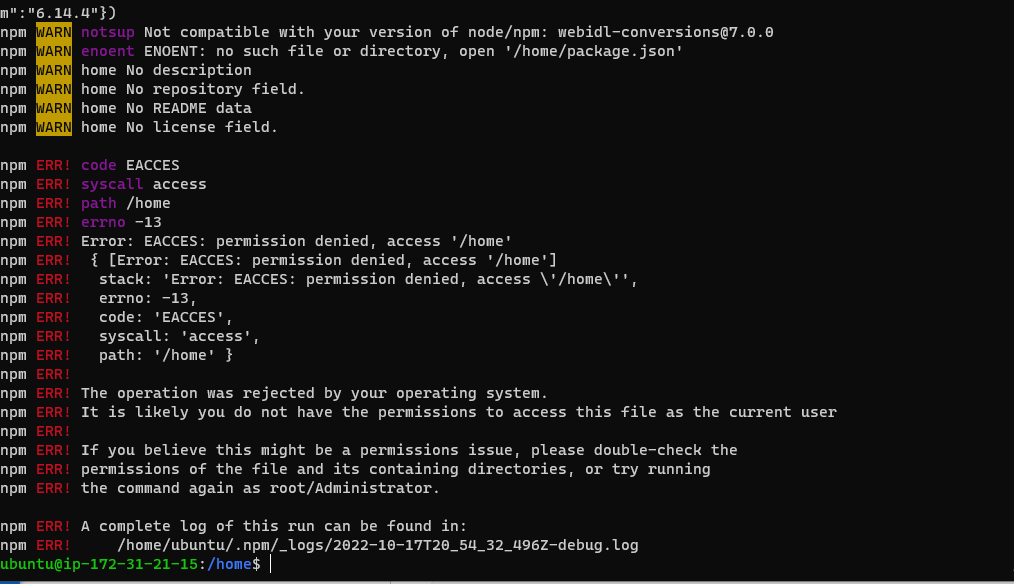 m":"6.14.4"})
npm WARN notsup Not compatible with your version of node/npm: webidl-conversions@7.0.0
npm WARN enoent ENOENT: no such file or directory, open '/home/package.json'
npm WARN home No description
npm WARN home No repository field.
npm WARN home No README data
npm WARN home No license field.
npm ERR! code EACCES
npm ERR! syscall access
npm ERR! path /home
npm ERR! errno -13
npm ERR! Error: EACCES: permission denied, access '/home'
npm ERR!  { [Error: EACCES: permission denied, access '/home']
npm ERR!   stack: 'Error: EACCES: permission denied, access \'/home\'',
npm ERR!   errno: -13,
npm ERR!   code: 'EACCES',
npm ERR!   syscall: 'access',
npm ERR!   path: '/home' }
npm ERR!
npm ERR! The operation was rejected by your operating system.
npm ERR! It is likely you do not have the permissions to access this file as the current user
npm ERR!
npm ERR! If you believe this might be a permissions issue, please double-check the
npm ERR! permissions of the file and its containing directories, or try running
npm ERR! the command again as root/Administrator.
npm ERR! A complete log of this run can be found in:
npm ERR!     /home/ubuntu/.npm/_logs/2022-10-17T20_54_32_496Z-debug.log
ubuntu@ip-172-31-21-15:/home$